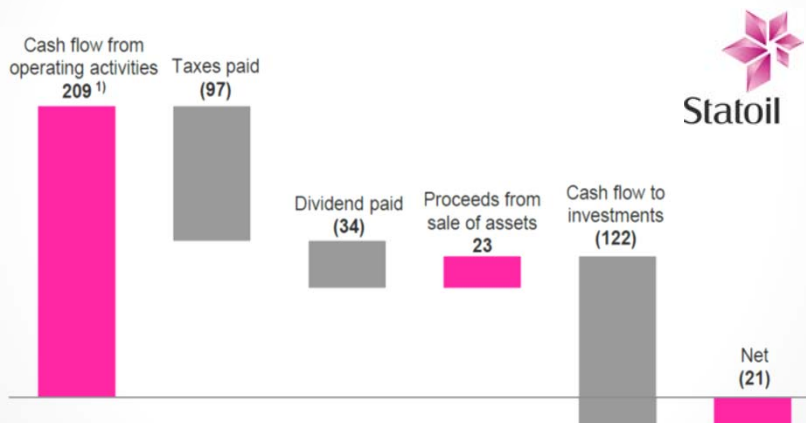 Cash flow from
operating activities
209 1)
Taxes paid
(97)
Dividend paid
(34)
Proceeds from
sale of assets
23
Cash flow to
investments
(122)
Net
(21)
Statoil